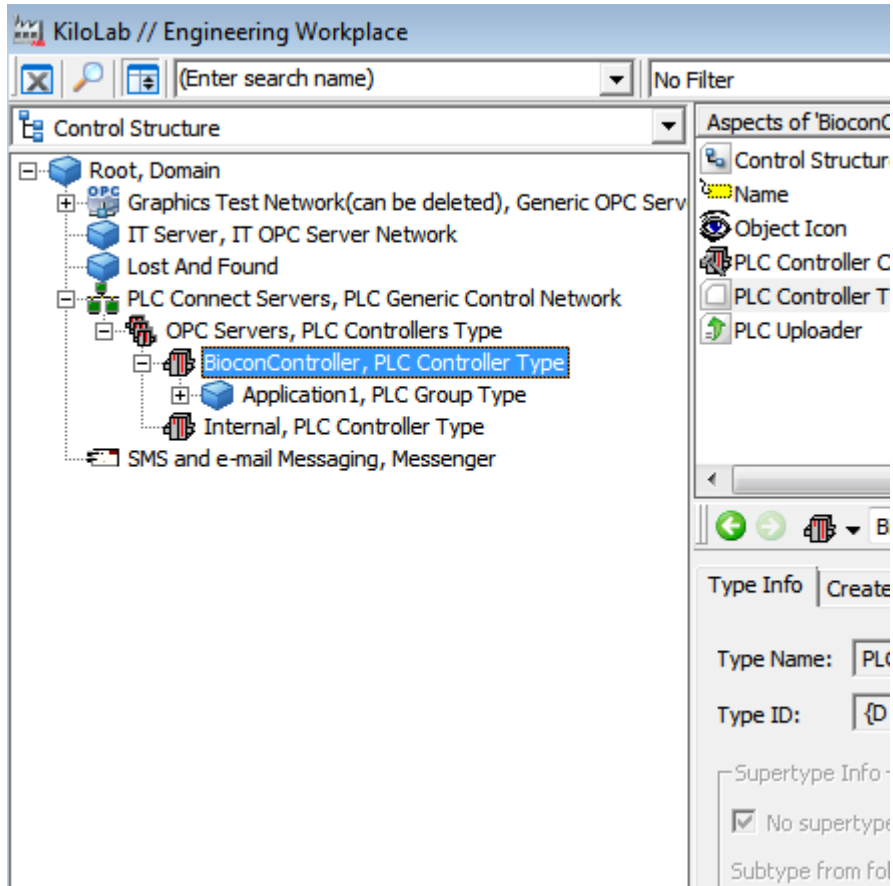 KiloLab // Engineering Workplace
(Enter search name)
No Filter
Control Structure
Root, Domain
OPC
Graphics Test Network(can be deleted), Generic OPC Serv
IT Server, IT OPC Server Network
Lost And Found
PLC Connect Servers, PLC Generic Control Network
OPC Servers, PLC Controllers Type
BioconController, PLC Controller Type
Application1, PLC Group Type
Internal, PLC Controller Type
SMS and e-mail Messaging, Messenger
Aspects of 'BioconC
Control Structur
Name
Object Icon
PLC Controller C
PLC Controller T
PLC Uploader
B
Type Info
Create
Type Name: PLC
Type ID: {D
Supertype Info
No supertype
Subtype from fol